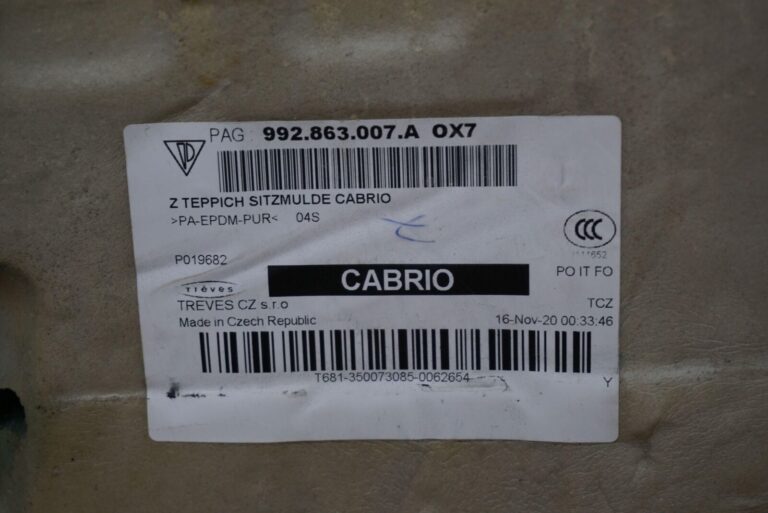 PAG 992.863.007.A OX7
Z TEPPICH SITZMULDE CABRIO
>PA-EPDM-PUR< 04S
CCC
P019682
PO IT FO
CABRIO
Trèves
TREVES CZ s.r.o
TCZ
Made in Czech Republic
16-Nov-20 00:33:46
T681-350073085-0062654
Y